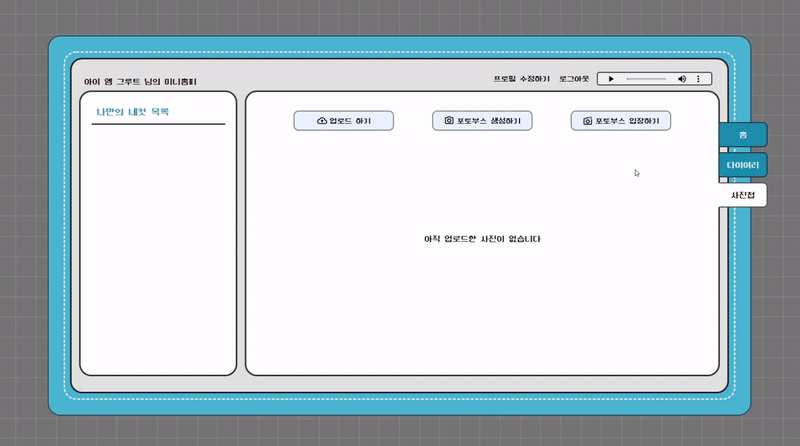 아이 엠 그루트 님의 미니홈피
프로필 수정하기 로그아웃
나만의 네컷 목록
업로드 하기
포토부스 생성하기
포토부스 입장하기
홈
다이어리
사진첩
아직 업로드한 사진이 없습니다